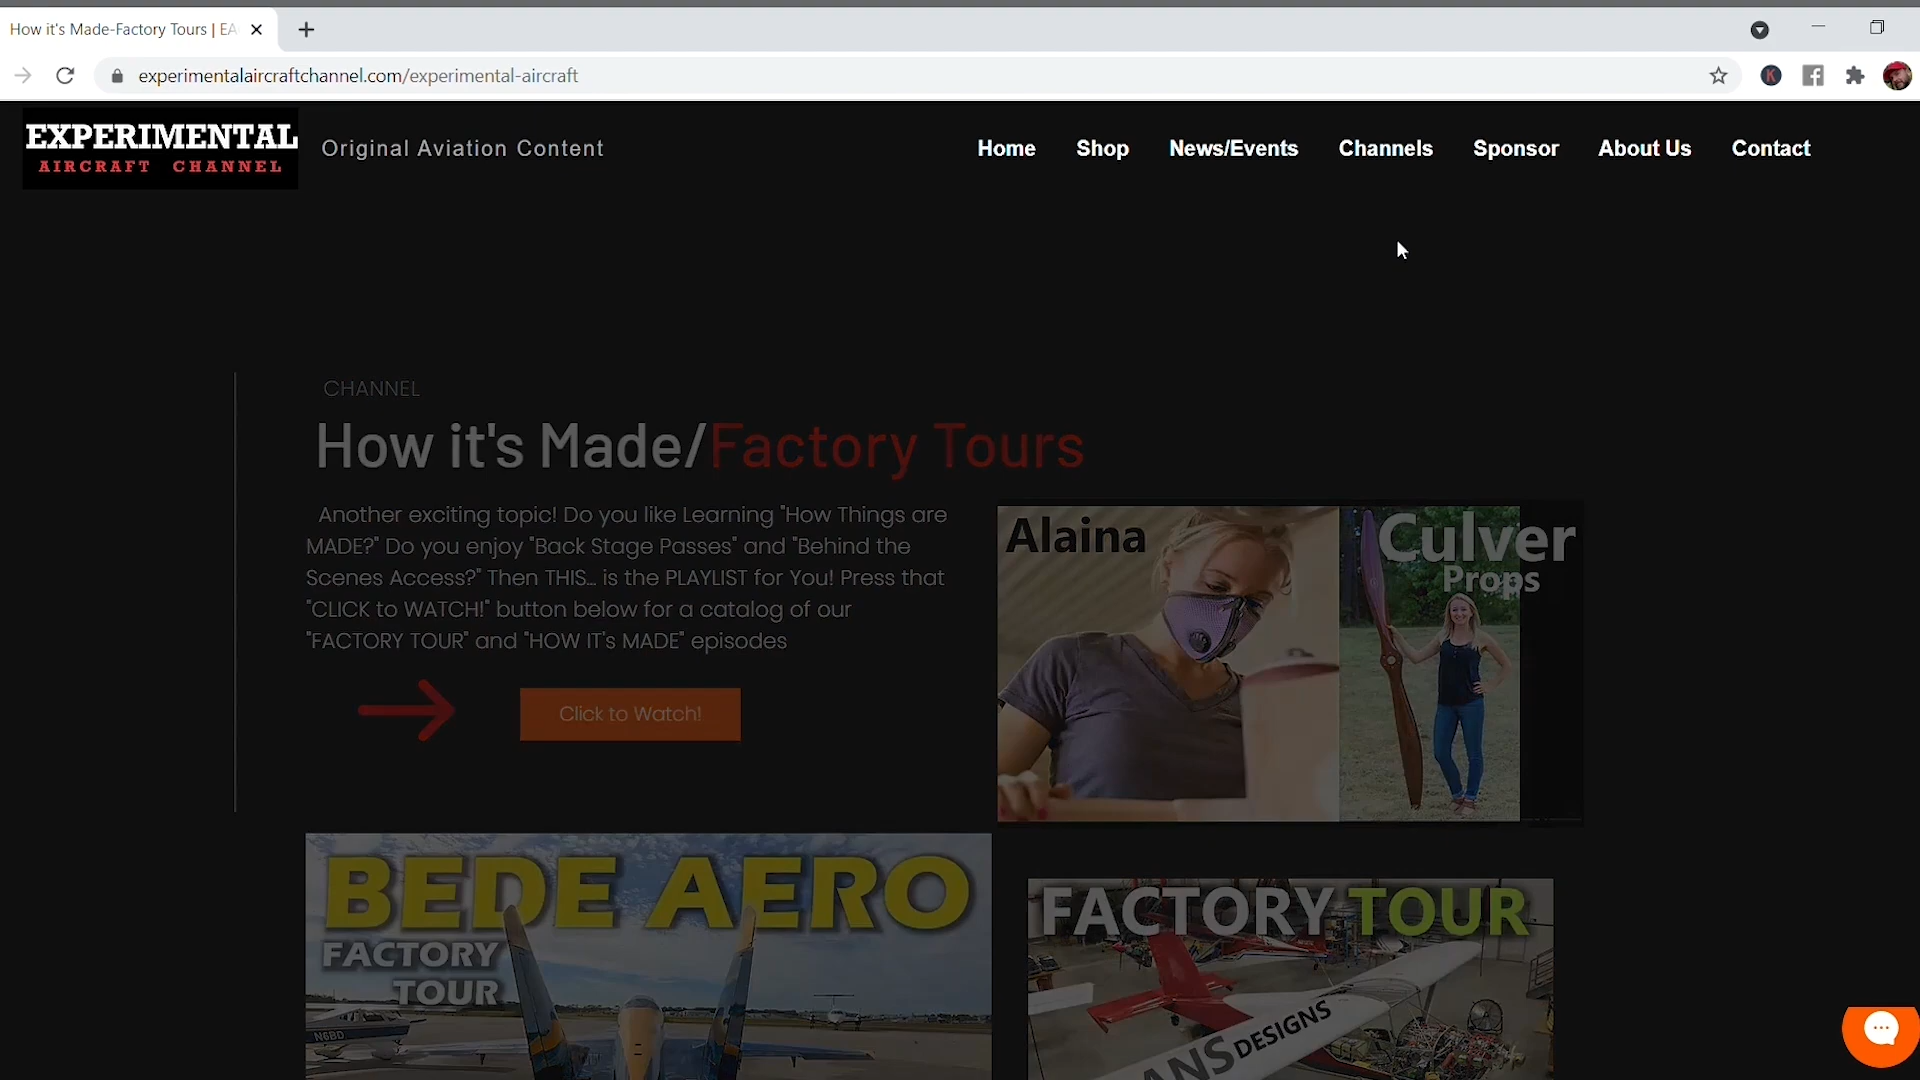 How it's Made-Factory Tours | EA
experimentalaircraftchannel.com/experimental-aircraft
EXPERIMENTAL
AIRCRAFT CHANNEL
Original Aviation Content
Home
Shop
News/Events
Channels
Sponsor
About Us
Contact
CHANNEL
How it's Made/Factory Tours
Another exciting topic! Do you like Learning "How Things are
MADE?" Do you enjoy "Back Stage Passes" and "Behind the
Scenes Access?" Then THIS... is the PLAYLIST for You! Press that
"CLICK to WATCH!" button below for a catalog of our
"FACTORY TOUR" and "HOW IT's MADE" episodes
Click to Watch!
Alaina
Culver
Props
BEDE AERO
FACTORY
TOUR
N6BD
FACTORY TOUR
ANS DESIGNS
K